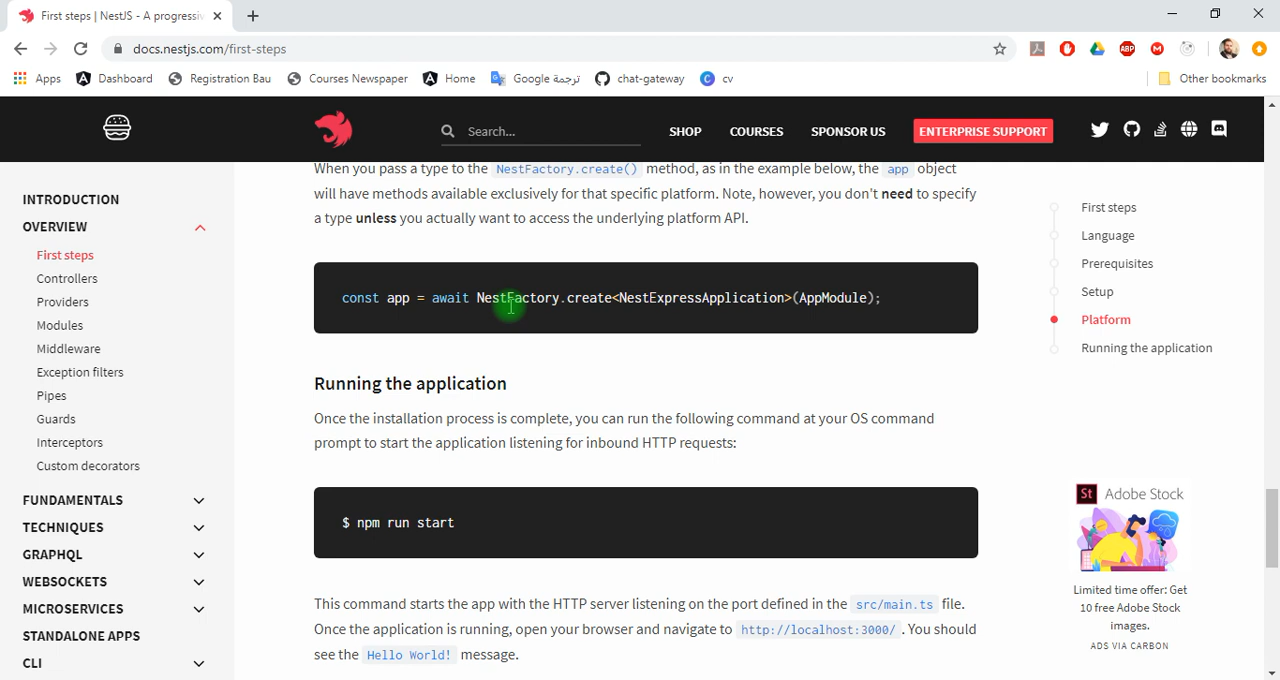 First steps | NestJS - A progressiv
docs.nestjs.com/first-steps
Apps Dashboard Registration Bau Courses Newspaper Home Google ترجمة chat-gateway cv Other bookmarks
Search... SHOP COURSES SPONSOR US ENTERPRISE SUPPORT
INTRODUCTION
OVERVIEW
First steps
Controllers
Providers
Modules
Middleware
Exception filters
Pipes
Guards
Interceptors
Custom decorators
FUNDAMENTALS
TECHNIQUES
GRAPHQL
WEBSOCKETS
MICROSERVICES
STANDALONE APPS
CLI
When you pass a type to the NestFactory.create() method, as in the example below, the app object
will have methods available exclusively for that specific platform. Note, however, you don't need to specify
a type unless you actually want to access the underlying platform API.
const app = await NestFactory.create<NestExpressApplication>(AppModule);
Running the application
Once the installation process is complete, you can run the following command at your OS command
prompt to start the application listening for inbound HTTP requests:
$ npm run start
This command starts the app with the HTTP server listening on the port defined in the src/main.ts file.
Once the application is running, open your browser and navigate to http://localhost:3000/ . You should
see the Hello World! message.
First steps
Language
Prerequisites
Setup
Platform
Running the application
St Adobe Stock
Limited time offer: Get
10 free Adobe Stock
images.
ADS VIA CARBON
ABP
M
C